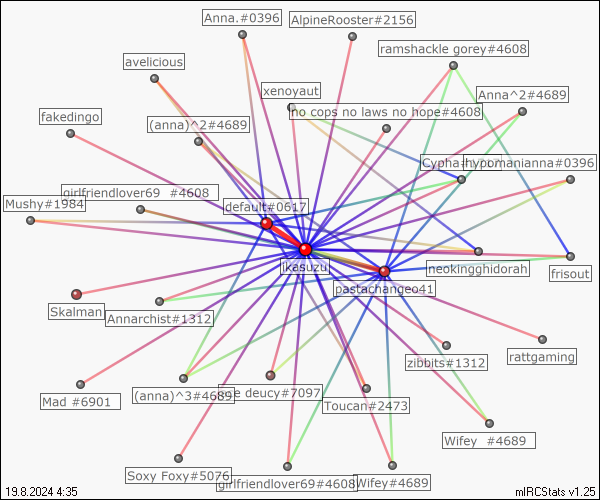 Anna.#0396
AlpineRooster#2156
ramshackle gorey#4608
avelicious
xenoyaut
Anna^2#4689
no cops no laws no hope#4608
fakedingo
(anna)^2#4689
Cypha
hypomanianna#0396
girlfriendlover69 #4608
Mushy#1984
default#0617
jkasuzu
neokingghidorah
frisout
pastachangeo41
Skalman
Annarchist#1312
zibbits#1312
rattgaming
Mad #6901
(anna)^3#4689
deucy#7097
Toucan#2473
Wifey #4689
Soxy Foxy#5076
girlfriendlover69#4608
Wifey#4689
19.8.2024 4:35
mIRCStats v1.25